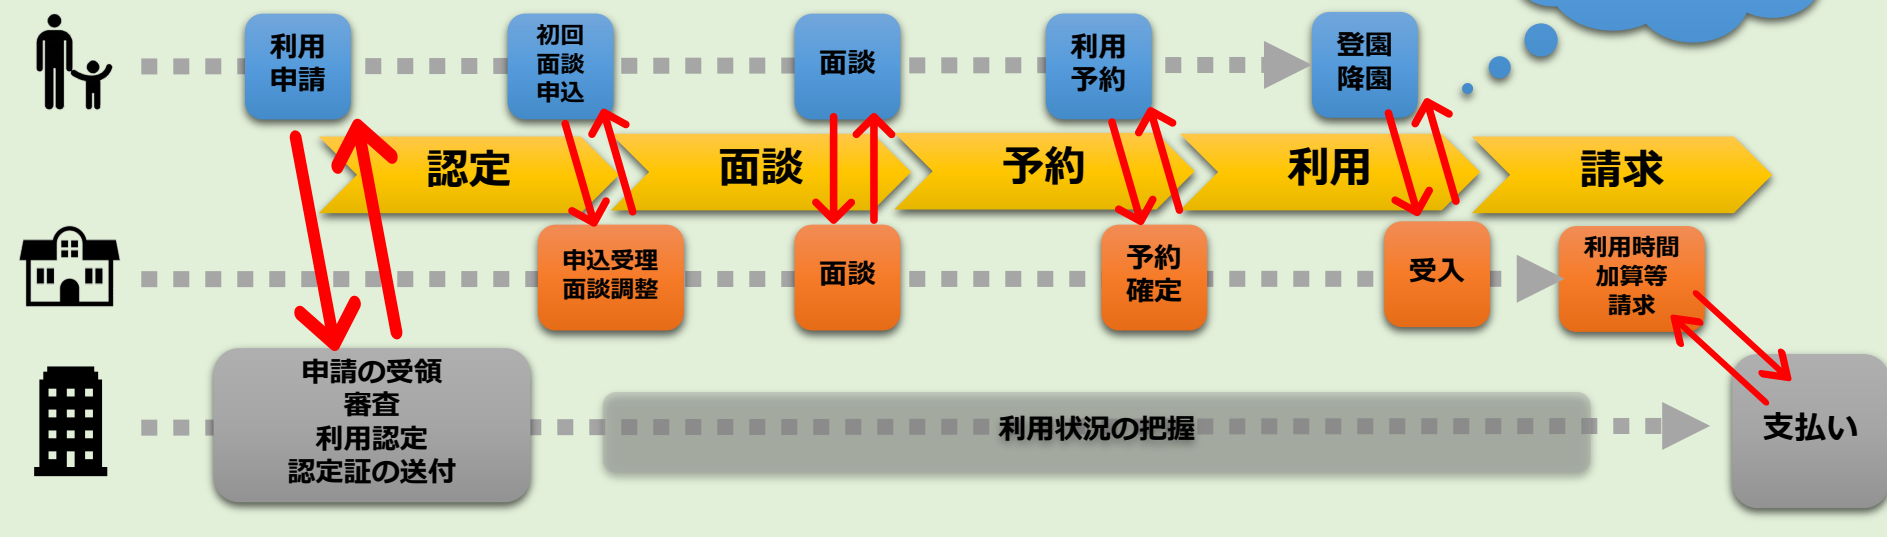 利用
申請
初回
面談
申込
面談
利用
予約
登園
降園
認定
面談
予約
利用
請求
申込受理
面談調整
面談
予約
確定
受入
利用時間
加算等
請求
申請の受領
審査
利用認定
認定証の送付
利用状況の把握
支払い